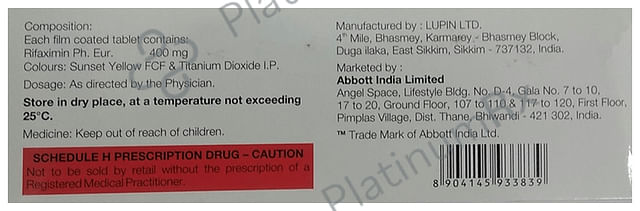 Composition:
Each film coated tablet contains:
Rifaximin Ph. Eur. 400 mg
Colours: Sunset Yellow FCF & Titanium Dioxide I.P.
Dosage: As directed by the Physician.
Store in dry place, at a temperature not exceeding
25°C.
Medicine: Keep out of reach of children.
SCHEDULE H PRESCRIPTION DRUG – CAUTION
Not to be sold by retail without the prescription of a
Registered Medical Practitioner.
Manufactured by : LUPIN LTD.
4th Mile, Bhasmey, Karmarey - Bhasmey Block,
Duga ilaka, East Sikkim, Sikkim - 737132, India.
Marketed by :
Abbott India Limited
Angel Space, Lifestyle Bldg. No. D-4, Gala No. 7 to 10,
17 to 20, Ground Floor, 107 to 110 & 117 to 120, First Floor,
Pimplas Village, Dist. Thane, Bhiwandi - 421 302, India.
™ Trade Mark of Abbott India Ltd.
8 904145 933839
PlatinumRx